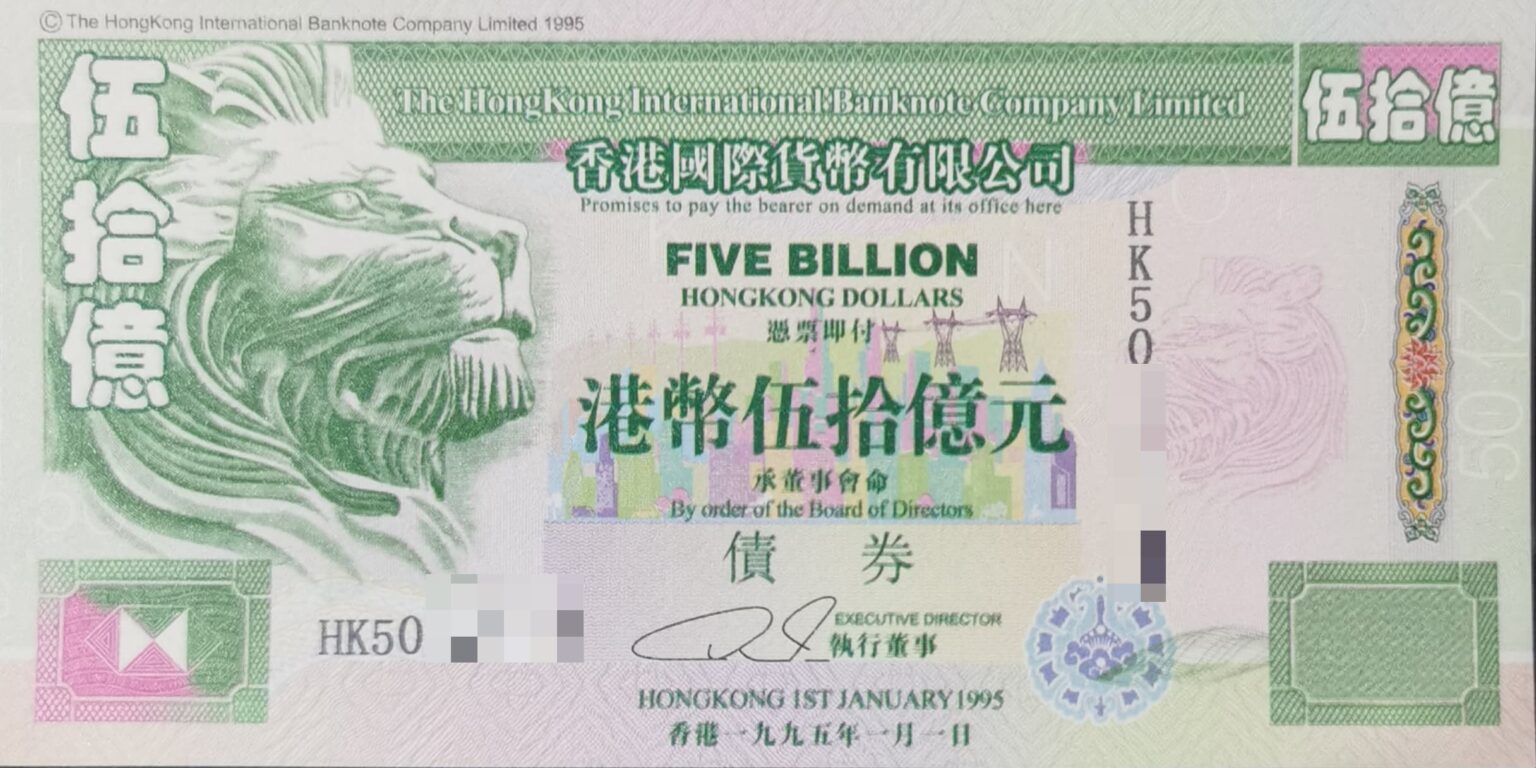 © The HongKong International Banknote Company Limited 1995
伍拾億
The HongKong International Banknote Company Limited
伍拾億
香港國際貨幣有限公司
Promises to pay the bearer on demand at its office here
FIVE BILLION
HONGKONG DOLLARS
憑票即付
港幣伍拾億元
承董事會命
By order of the Board of Directors
債 券
HK50
HK50
EXECUTIVE DIRECTOR
執行董事
HONGKONG 1ST JANUARY 1995
香港一九九五年一月一日